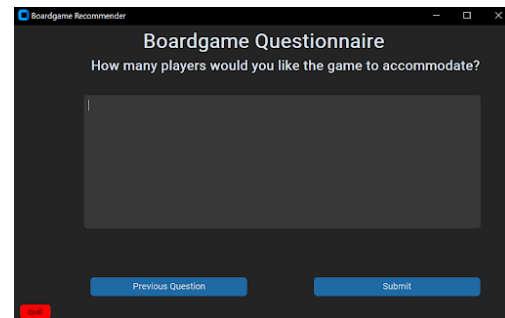 Boardgame Recommender
Boardgame Questionnaire
How many players would you like the game to accommodate?
Previous Question
Submit
Quit